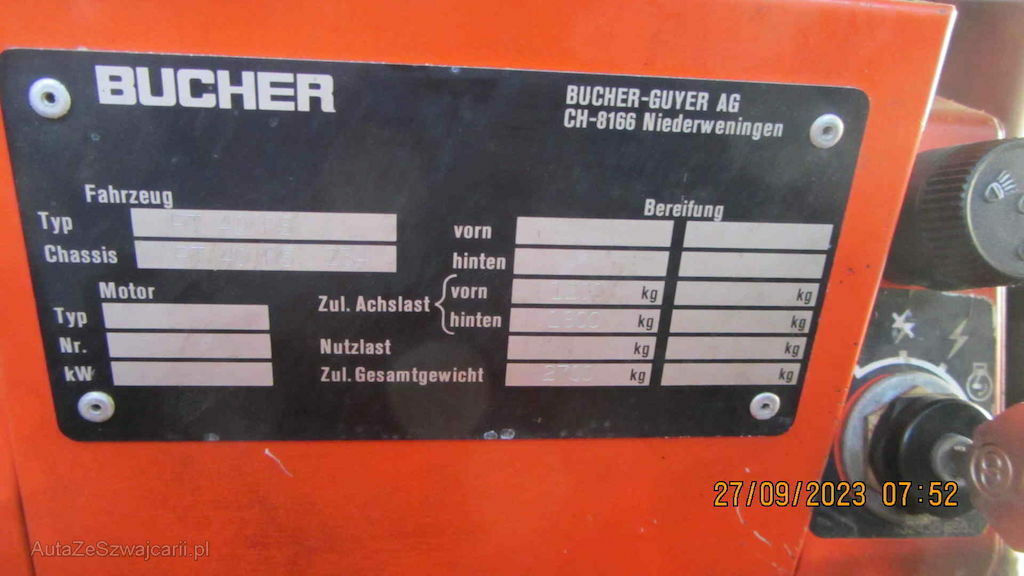 BUCHER
BUCHER-GUYER AG
CH-8166 Niederweningen
Fahrzeug
Typ
Chassis
Motor
Typ
Nr.
kW
Bereifung
vorn
hinten
Zul. Achslast
vorn kg kg
hinten kg kg
Nutzlast kg kg
Zul. Gesamtgewicht kg kg
27/09/2023 07:52
AutaZeSzwajcarii.pl